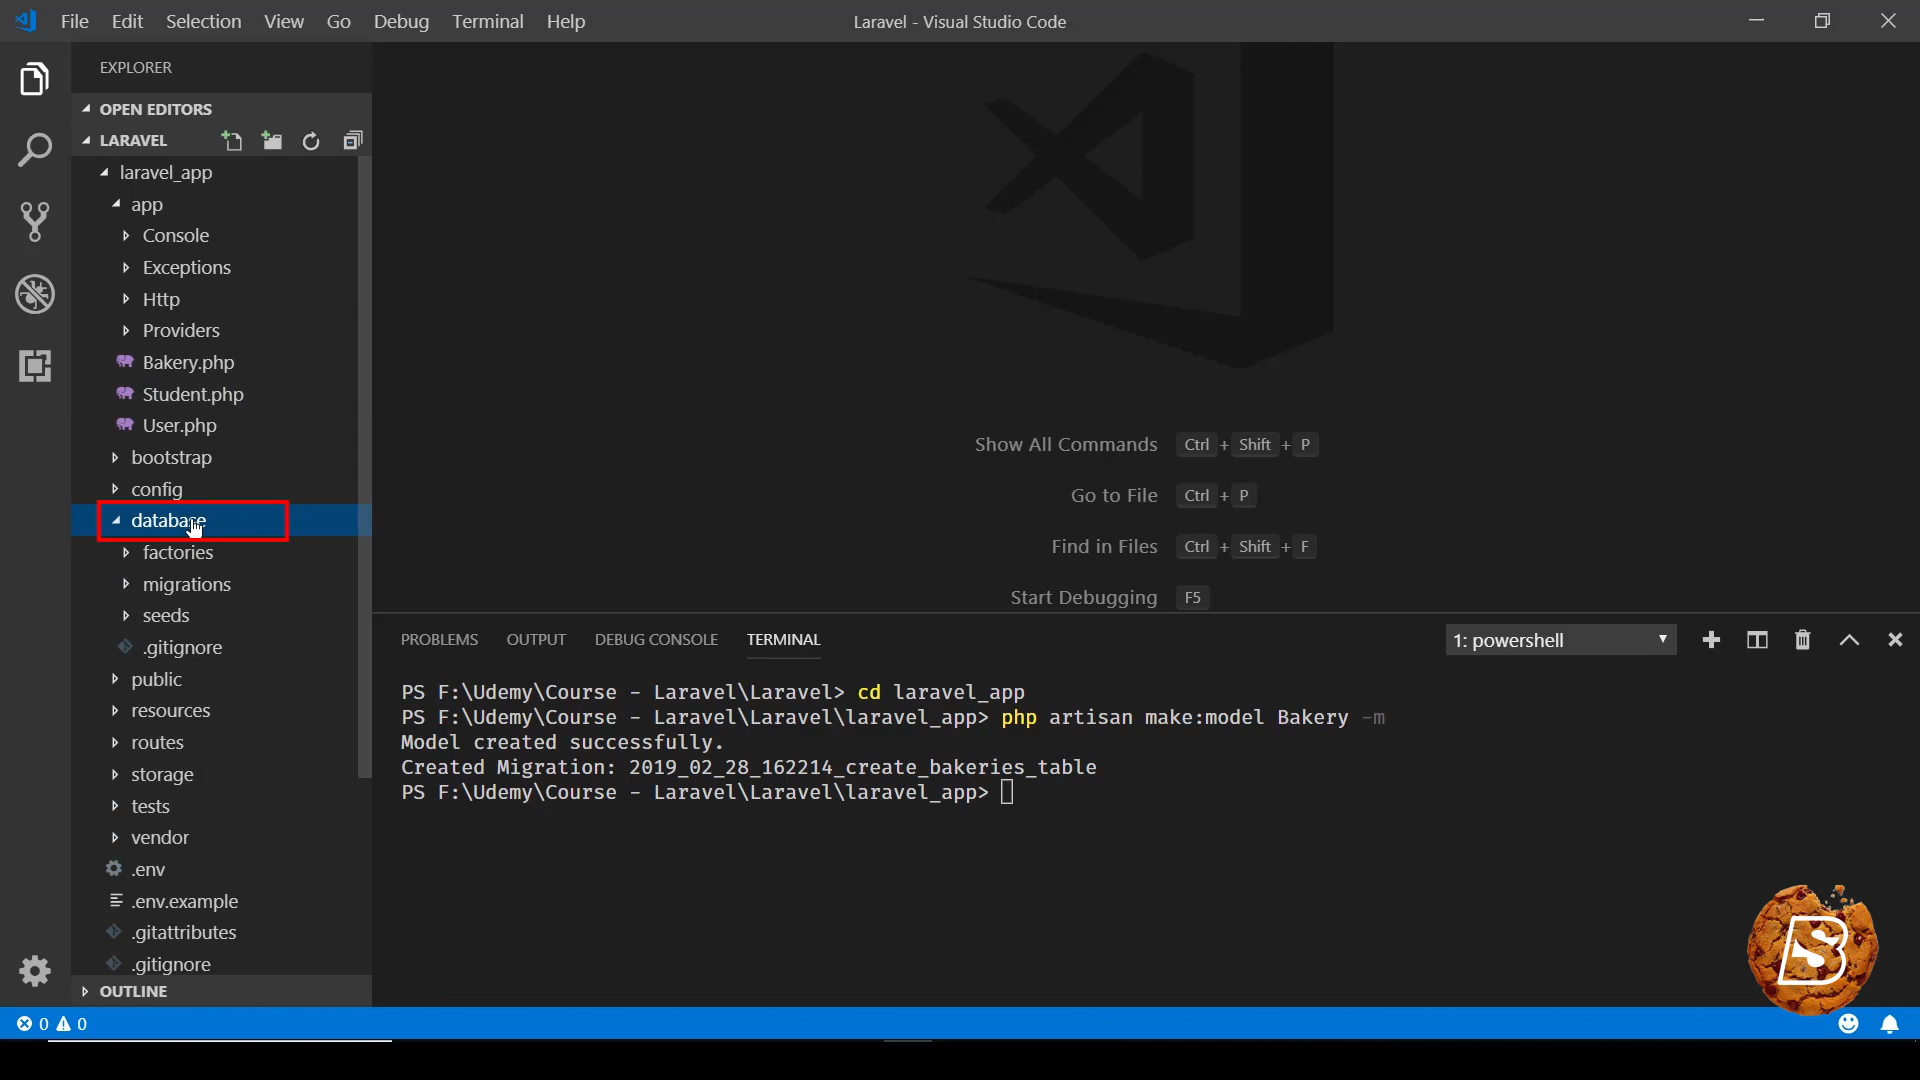 File Edit Selection View Go Debug Terminal Help
Laravel - Visual Studio Code
EXPLORER
OPEN EDITORS
LARAVEL
laravel_app
app
Console
Exceptions
Http
Providers
Bakery.php
Student.php
User.php
bootstrap
config
database
factories
migrations
seeds
.gitignore
public
resources
routes
storage
tests
vendor
.env
.env.example
.gitattributes
.gitignore
OUTLINE
Show All Commands Ctrl + Shift + P
Go to File Ctrl + P
Find in Files Ctrl + Shift + F
Start Debugging F5
PROBLEMS OUTPUT DEBUG CONSOLE TERMINAL
1: powershell
PS F:\Udemy\Course - Laravel\Laravel> cd laravel_app
PS F:\Udemy\Course - Laravel\Laravel\laravel_app> php artisan make:model Bakery -m
Model created successfully.
Created Migration: 2019_02_28_162214_create_bakeries_table
PS F:\Udemy\Course - Laravel\Laravel\laravel_app>
0 0